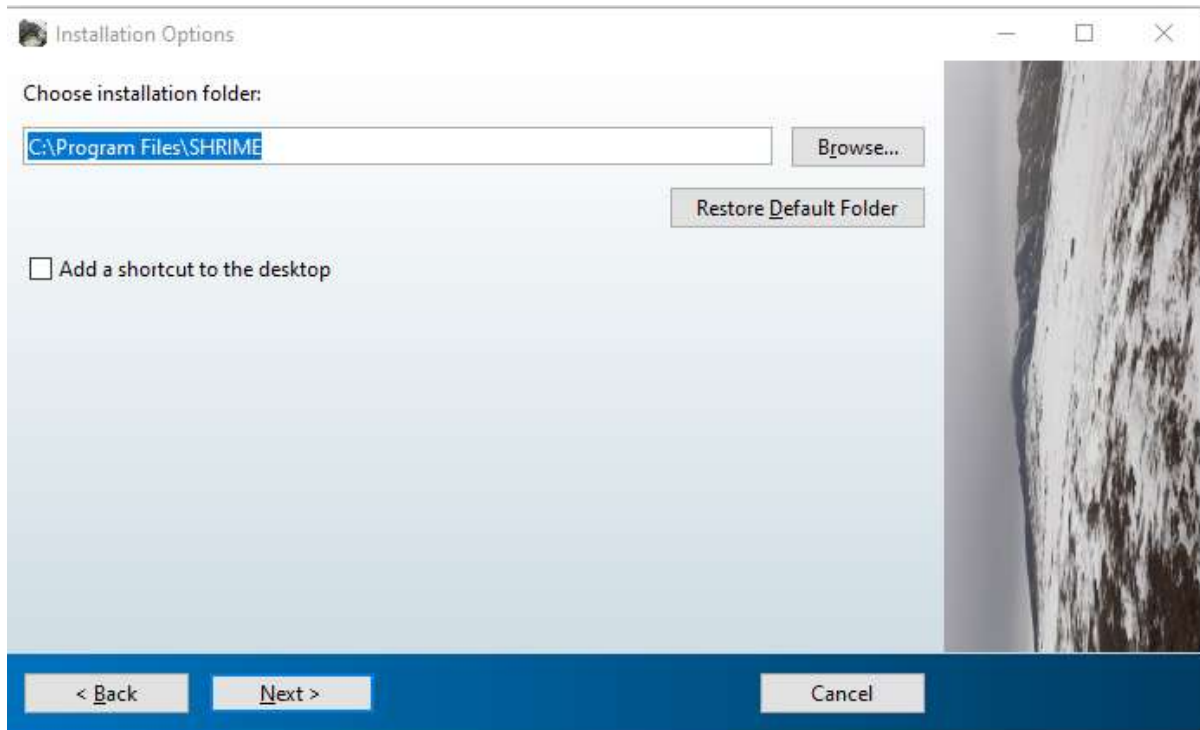 Installation Options
Choose installation folder:
C:\Program Files\SHRIME
Browse...
Restore Default Folder
Add a shortcut to the desktop
< Back Next > Cancel